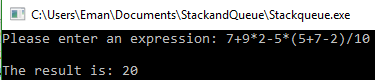 C:\Users\Eman\Documents\StackandQueue\Stackqueue.exe
Please enter an expression: 7+9*2-5*(5+7-2)/10
The result is: 20